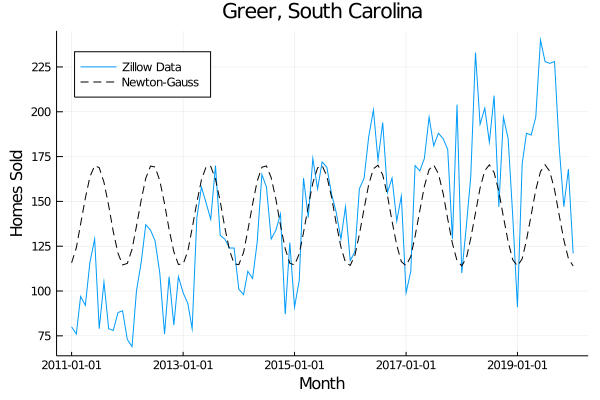 Greer, South Carolina
Zillow Data
Newton-Gauss
Homes Sold
225
200
175
150
125
100
75
2011-01-01 2013-01-01 2015-01-01 2017-01-01 2019-01-01
Month